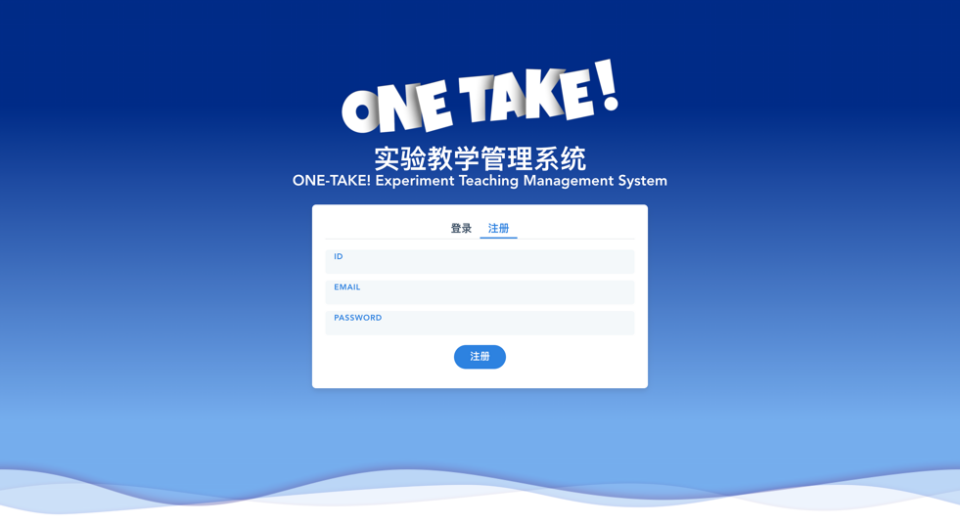 ONE TAKE!
实验教学管理系统
ONE-TAKE! Experiment Teaching Management System
登录 注册
ID
EMAIL
PASSWORD
注册